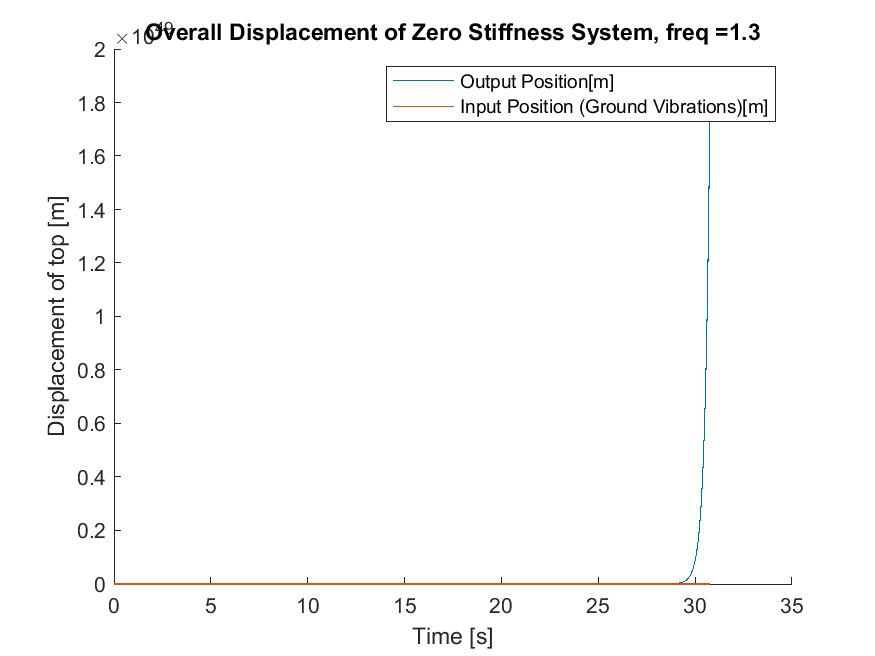 Overall Displacement of Zero Stiffness System, freq =1.3
×10
2
Output Position[m]
Input Position (Ground Vibrations)[m]
1.8
1.6
1.4
1.2
1
0.8
0.6
0.4
0.2
0
Displacement of top [m]
0 5 10 15 20 25 30 35
Time [s]